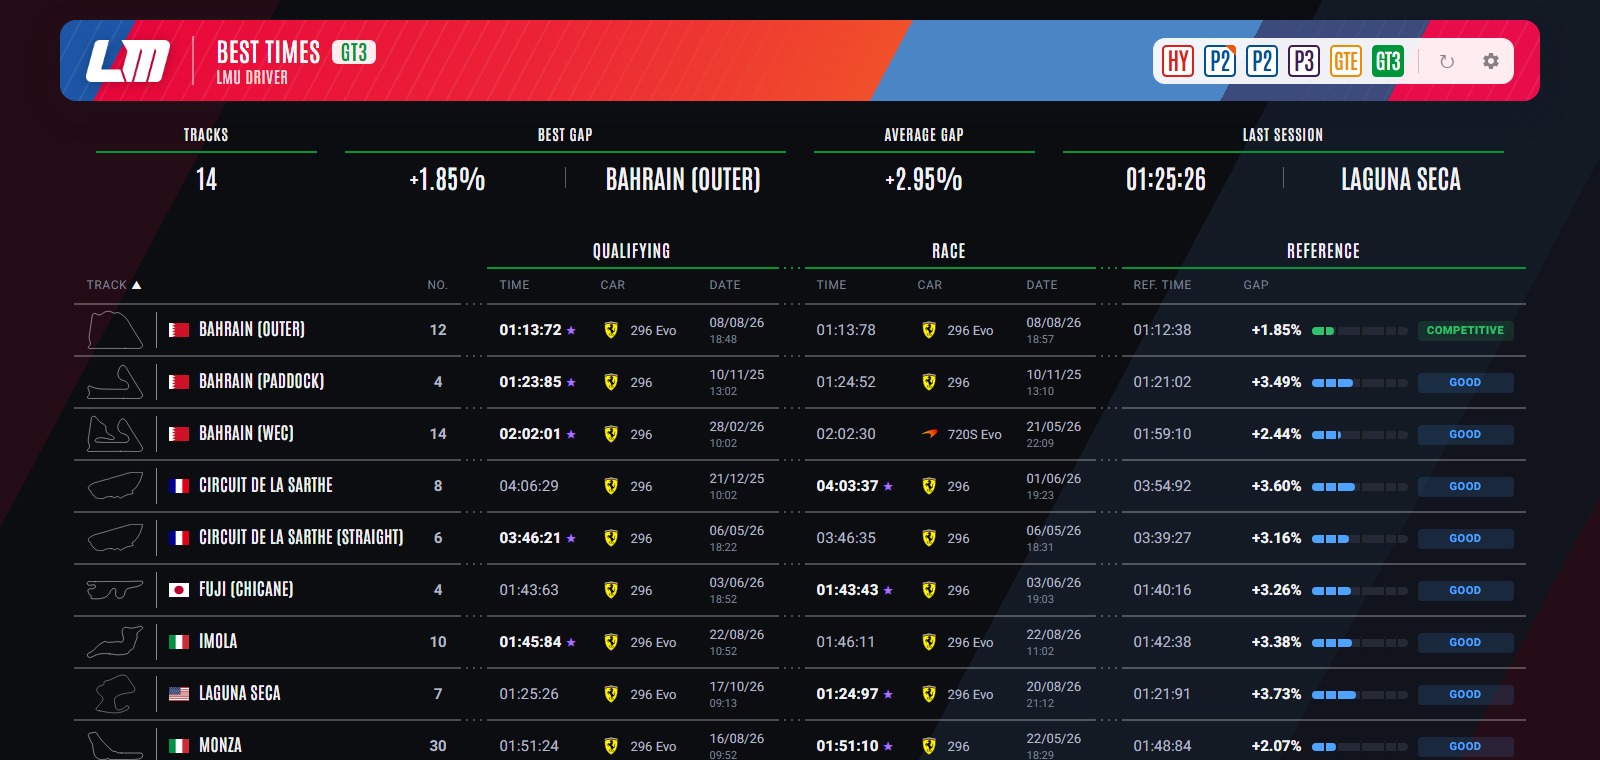 LM
BEST TIMES GT3
LMU DRIVER
HY P2 P2 P3 GTE GT3
TRACKS BEST GAP AVERAGE GAP LAST SESSION
14 +1.85% BAHRAIN (OUTER) +2.95% 01:25:26 LAGUNA SECA
QUALIFYING RACE REFERENCE
TRACK ▲ NO. TIME CAR DATE TIME CAR DATE REF. TIME GAP
BAHRAIN (OUTER) 12 01:13:72 ★ 296 Evo 08/08/26 18:48 01:13:78 296 Evo 08/08/26 18:57 01:12:38 +1.85% COMPETITIVE
BAHRAIN (PADDOCK) 4 01:23:85 ★ 296 10/11/25 13:02 01:24:52 296 10/11/25 13:10 01:21:02 +3.49% GOOD
BAHRAIN (WEC) 14 02:02:01 ★ 296 28/02/26 10:02 02:02:30 720S Evo 21/05/26 22:09 01:59:10 +2.44% GOOD
CIRCUIT DE LA SARTHE 8 04:06:29 296 21/12/25 10:02 04:03:37 ★ 296 01/06/26 19:23 03:54:92 +3.60% GOOD
CIRCUIT DE LA SARTHE (STRAIGHT) 6 03:46:21 ★ 296 06/05/26 18:22 03:46:35 296 06/05/26 18:31 03:39:27 +3.16% GOOD
FUJI (CHICANE) 4 01:43:63 296 03/06/26 18:52 01:43:43 ★ 296 03/06/26 19:03 01:40:16 +3.26% GOOD
IMOLA 10 01:45:84 ★ 296 Evo 22/08/26 10:52 01:46:11 296 Evo 22/08/26 11:02 01:42:38 +3.38% GOOD
LAGUNA SECA 7 01:25:26 296 Evo 17/10/26 09:13 01:24:97 ★ 296 Evo 20/08/26 21:12 01:21:91 +3.73% GOOD
MONZA 30 01:51:24 296 Evo 16/08/26 09:52 01:51:10 ★ 296 22/05/26 18:29 01:48:84 +2.07% GOOD